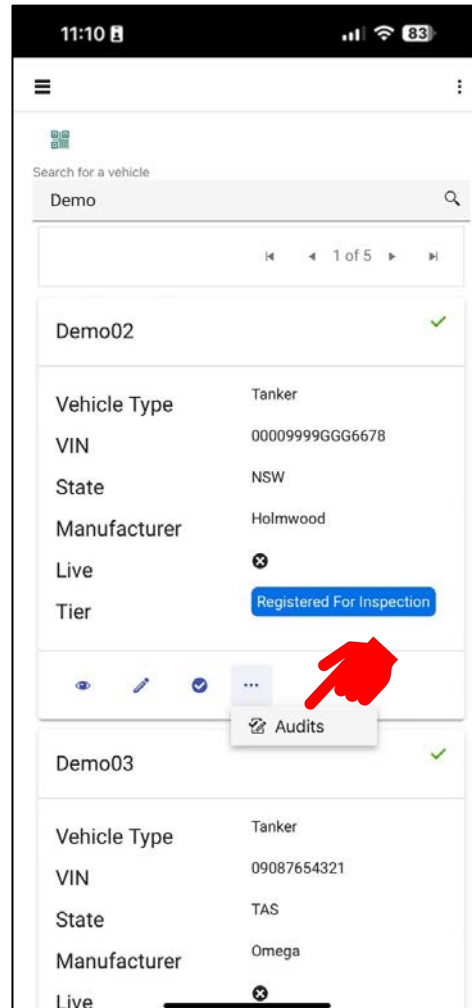 11:10
83
Search for a vehicle
Demo
1 of 5
Demo02
Vehicle Type Tanker
VIN 00009999GGG6678
State NSW
Manufacturer Holmwood
Live
Tier Registered For Inspection
Audits
Demo03
Vehicle Type Tanker
VIN 09087654321
State TAS
Manufacturer Omega
Live